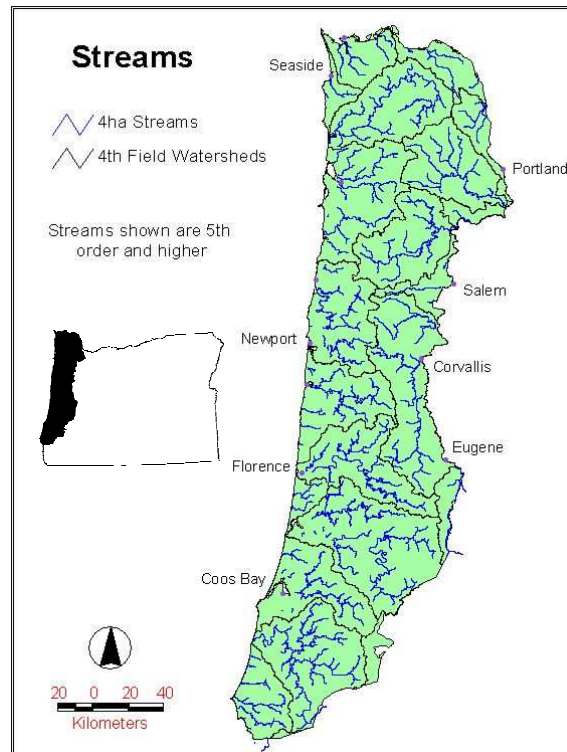 Streams
4ha Streams
4th Field Watersheds
Streams shown are 5th
order and higher
Seaside
Portland
Salem
Newport
Corvallis
Eugene
Florence
Coos Bay
20 0 20 40
Kilometers